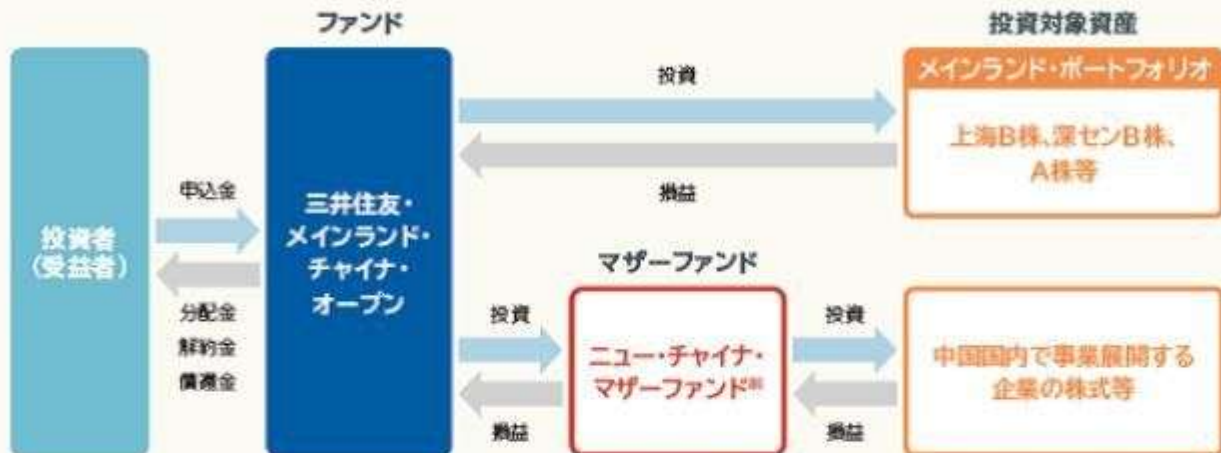 ファンド
投資対象資産
投資者
(受益者)
申込金
分配金
解約金
償還金
三井住友・
メインランド・
チャイナ・
オープン
投資
損益
メインランド・ポートフォリオ
上海B株、深センB株、
A株等
マザーファンド
投資
損益
ニュー・チャイナ・
マザーファンド
投資
損益
中国国内で事業展開する
企業の株式等